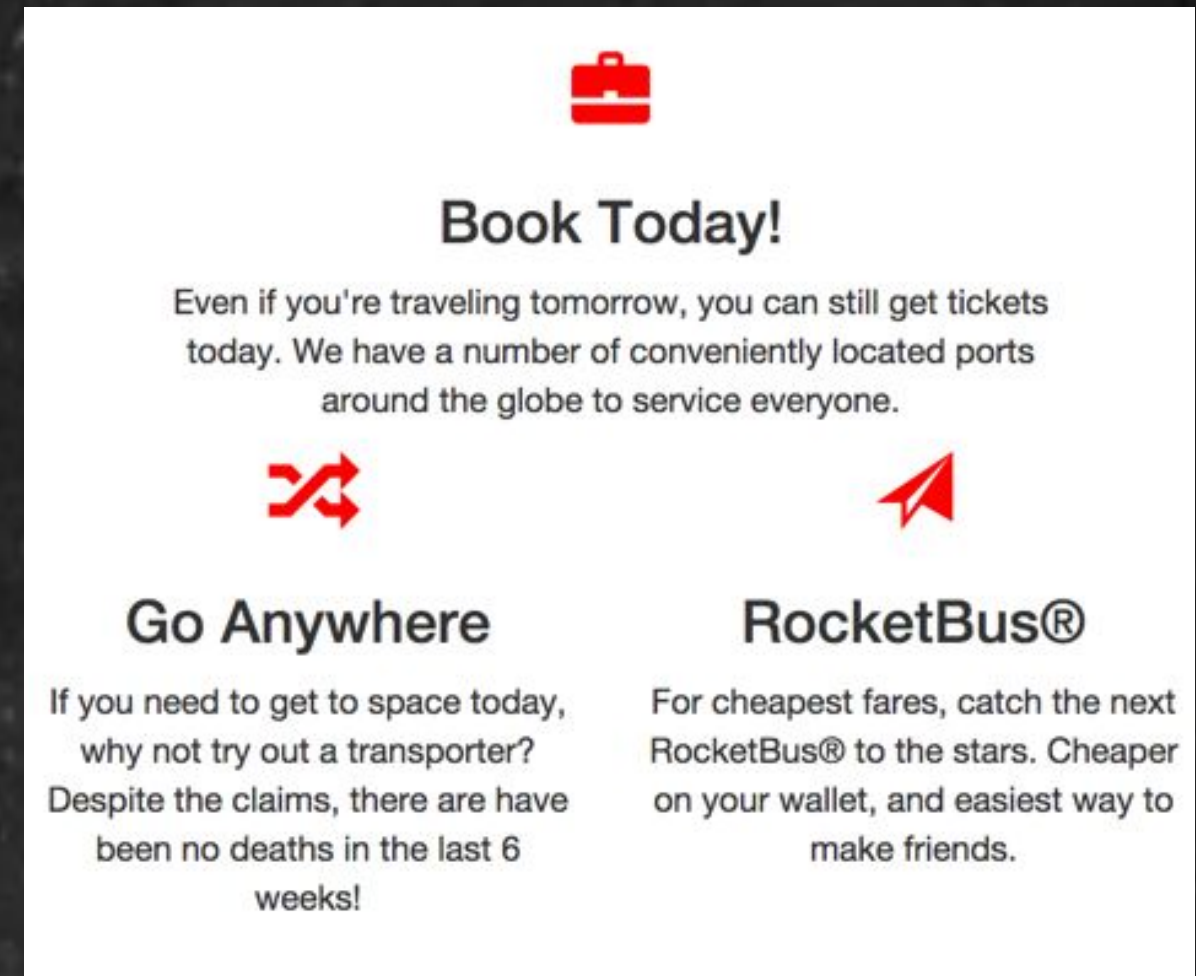 Book Today!
Even if you're traveling tomorrow, you can still get tickets
today. We have a number of conveniently located ports
around the globe to service everyone.
Go Anywhere
If you need to get to space today,
why not try out a transporter?
Despite the claims, there are have
been no deaths in the last 6
weeks!
RocketBus®
For cheapest fares, catch the next
RocketBus® to the stars. Cheaper
on your wallet, and easiest way to
make friends.